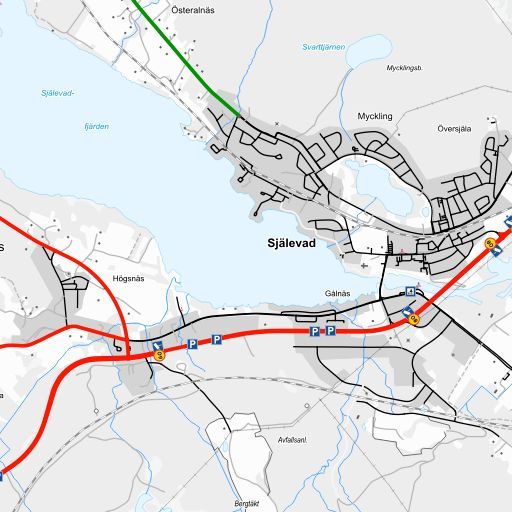 Österalnäs
Svarttjärnen
Mycklingsb.
Själevad-
fjärden
Myckling
Översjäla
Själevad
s
Högsnäs
Gålnäs
P P
P P
a
Avfallsanl.
Bergtäkt